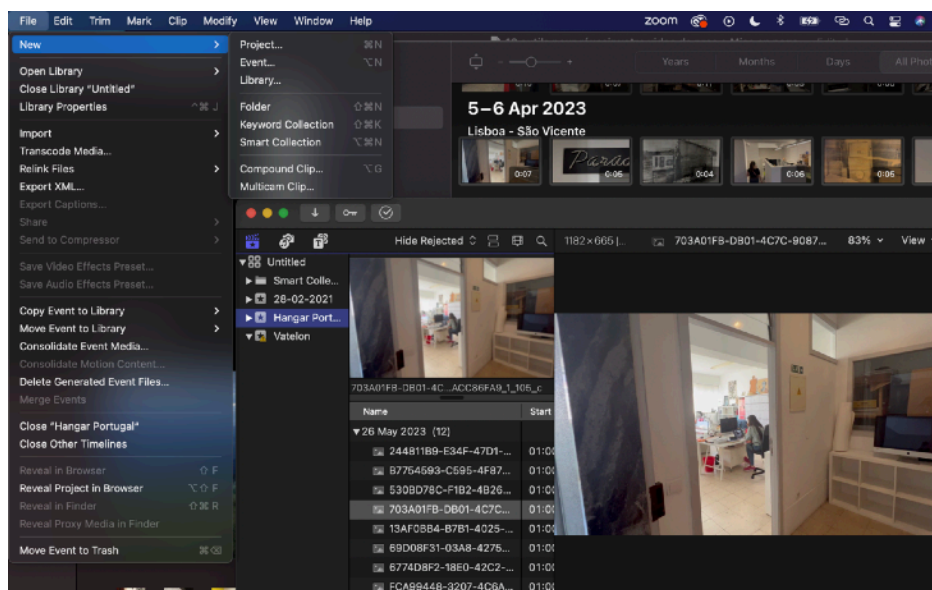 File Edit Trim Mark Clip Modify View Window Help
zoom
New
Open Library
Close Library "Untitled"
Library Properties ⌃⌘ J
Import
Transcode Media...
Relink Files
Export XML...
Export Captions...
Share
Send to Compressor
Save Video Effects Preset...
Save Audio Effects Preset...
Copy Event to Library
Move Event to Library
Consolidate Event Media...
Consolidate Motion Content...
Delete Generated Event Files...
Merge Events
Close "Hangar Portugal"
Close Other Timelines
Reveal in Browser ⇧ F
Reveal Project in Browser ⌥⇧ F
Reveal in Finder ⇧⌘ R
Reveal Proxy Media in Finder
Move Event to Trash ⌘⌫
Project... ⌘N
Event... ⌥N
Library...
Folder ⇧⌘N
Keyword Collection ⇧⌘K
Smart Collection ⌥⌘N
Compound Clip... ⌥G
Multicam Clip...
Years Months Days All Phot
5–6 Apr 2023
Lisboa - São Vicente
0:07 0:05 0:04 0:06 0:05
Hide Rejected
1182×665 |... 703A01FB-DB01-4C7C-9087... 83% View
Untitled
Smart Colle...
28-02-2021
Hangar Port...
Vatelon
703A01FB-DB01-4C...ACC86FA9_1_105_c
Name Start
26 May 2023 (12)
244811B9-E34F-47D1-... 01:00
B7754593-C595-4F87... 01:00
530BD78C-F1B2-4B26... 01:00
703A01FB-DB01-4C7C... 01:00
13AF0BB4-B7B1-4025-... 01:00
69D08F31-03A8-4275... 01:00
6774D8F2-18E0-42C2-... 01:00
FCA99448-3207-4C6A... 01:00